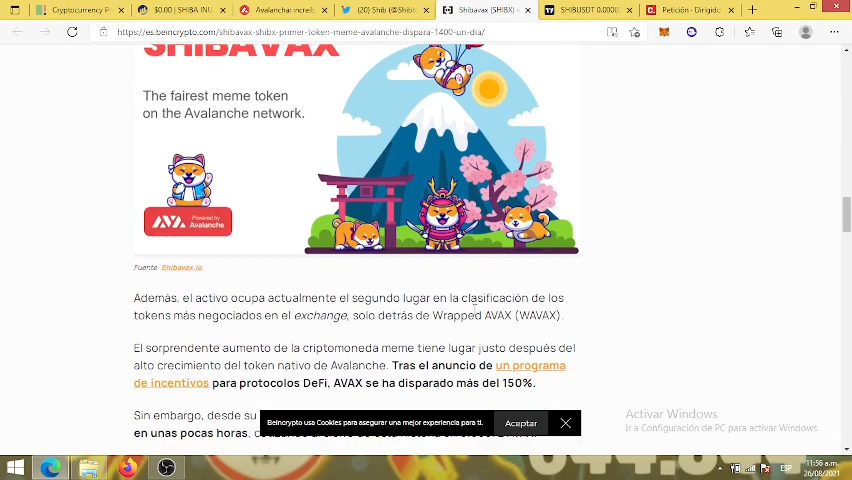 Cryptocurrency P
$0.00 | SHIBA INU
Avalancha: increíb
(20) Shib (@Shibt
Shibavax (SHIBX)
SHIBUSDT 0.0000
Petición · Dirigido
https://es.beincrypto.com/shibavax-shibx-primer-token-meme-avalanche-dispara-1400-un-dia/
SHIBAVAX
The fairest meme token
on the Avalanche network.
AVA
Powered by
Avalanche
Fuente: Shibavax.io
Además, el activo ocupa actualmente el segundo lugar en la clasificación de los
tokens más negociados en el exchange, solo detrás de Wrapped AVAX (WAVAX).
El sorprendente aumento de la criptomoneda meme tiene lugar justo después del
alto crecimiento del token nativo de Avalanche. Tras el anuncio de un programa
de incentivos para protocolos DeFi, AVAX se ha disparado más del 150%.
Sin embargo, desde su
en unas pocas horas,
Beincrypto usa Cookies para asegurar una mejor experiencia para ti.
Aceptar
Activar Windows
Ir a Configuración de PC para activar Windows.
ESP
11:56 a.m.
26/08/2021